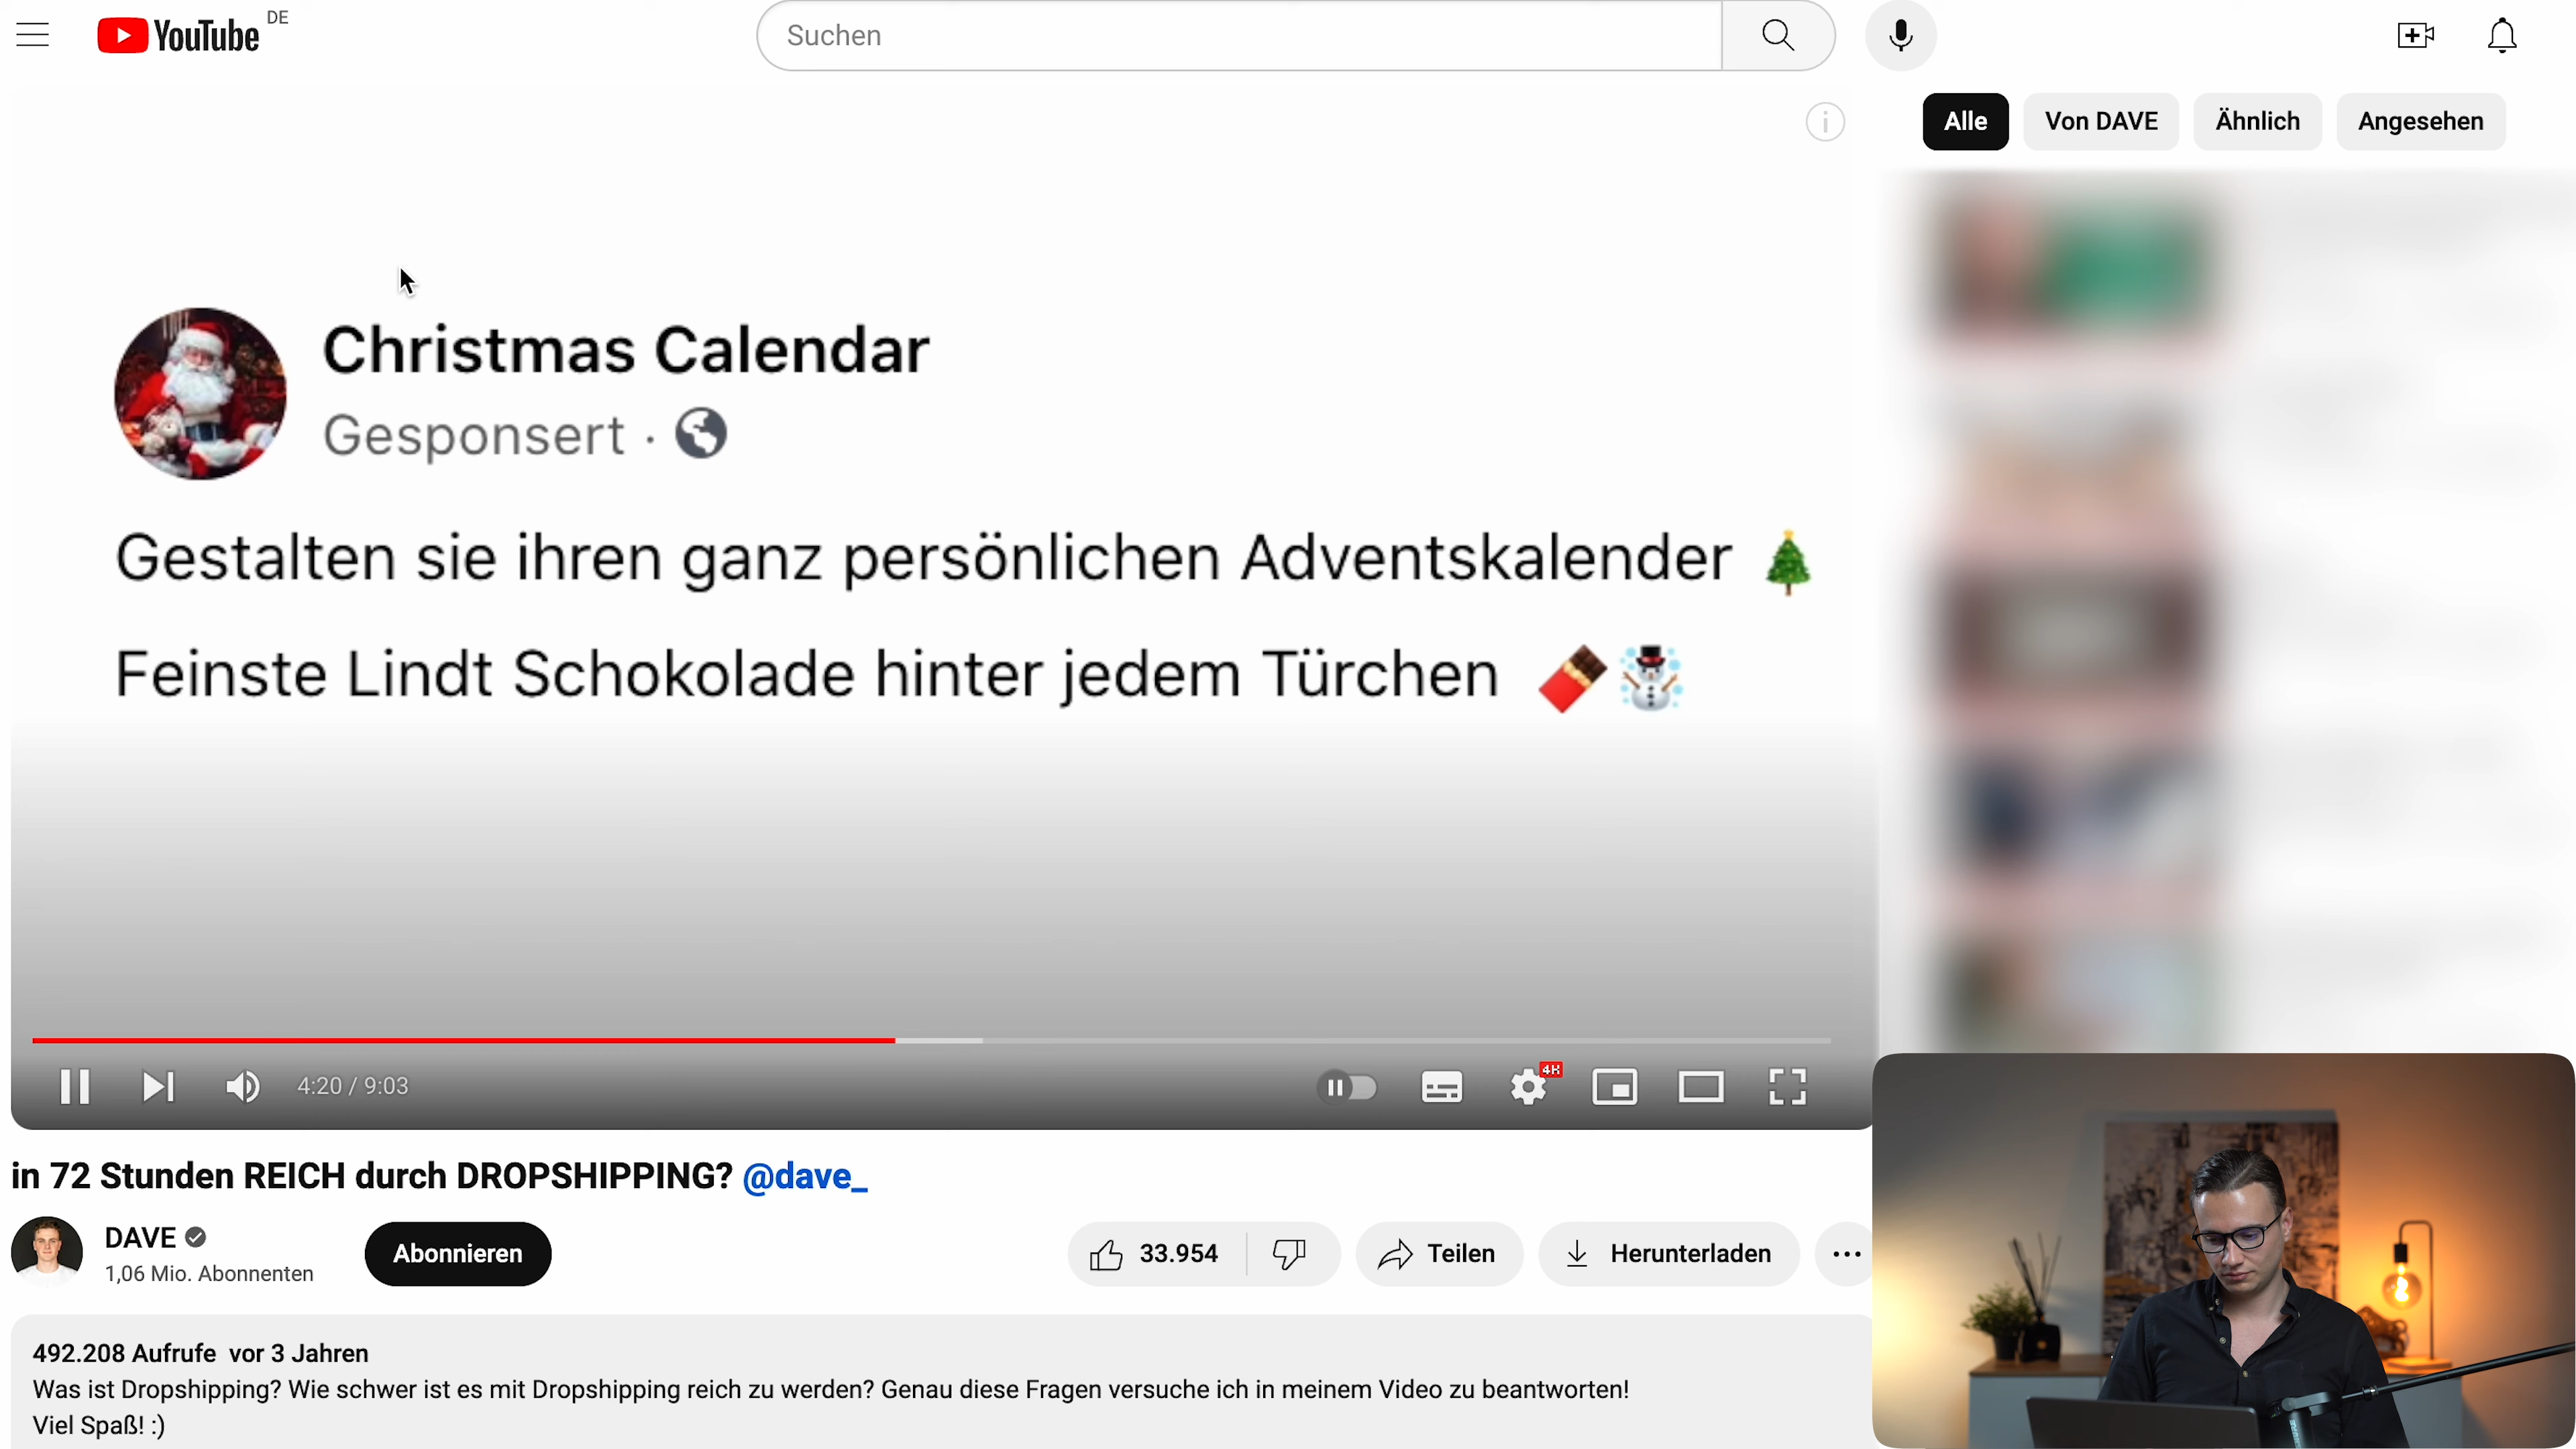 YouTube DE
Suchen
Alle
Von DAVE
Ähnlich
Angesehen
Christmas Calendar
Gesponsert ·
Gestalten sie ihren ganz persönlichen Adventskalender 🎄
Feinste Lindt Schokolade hinter jedem Türchen 🍫☃️
4:20 / 9:03
4K
in 72 Stunden REICH durch DROPSHIPPING? @dave_
DAVE
1,06 Mio. Abonnenten
Abonnieren
33.954
Teilen
Herunterladen
492.208 Aufrufe vor 3 Jahren
Was ist Dropshipping? Wie schwer ist es mit Dropshipping reich zu werden? Genau diese Fragen versuche ich in meinem Video zu beantworten!
Viel Spaß! :)